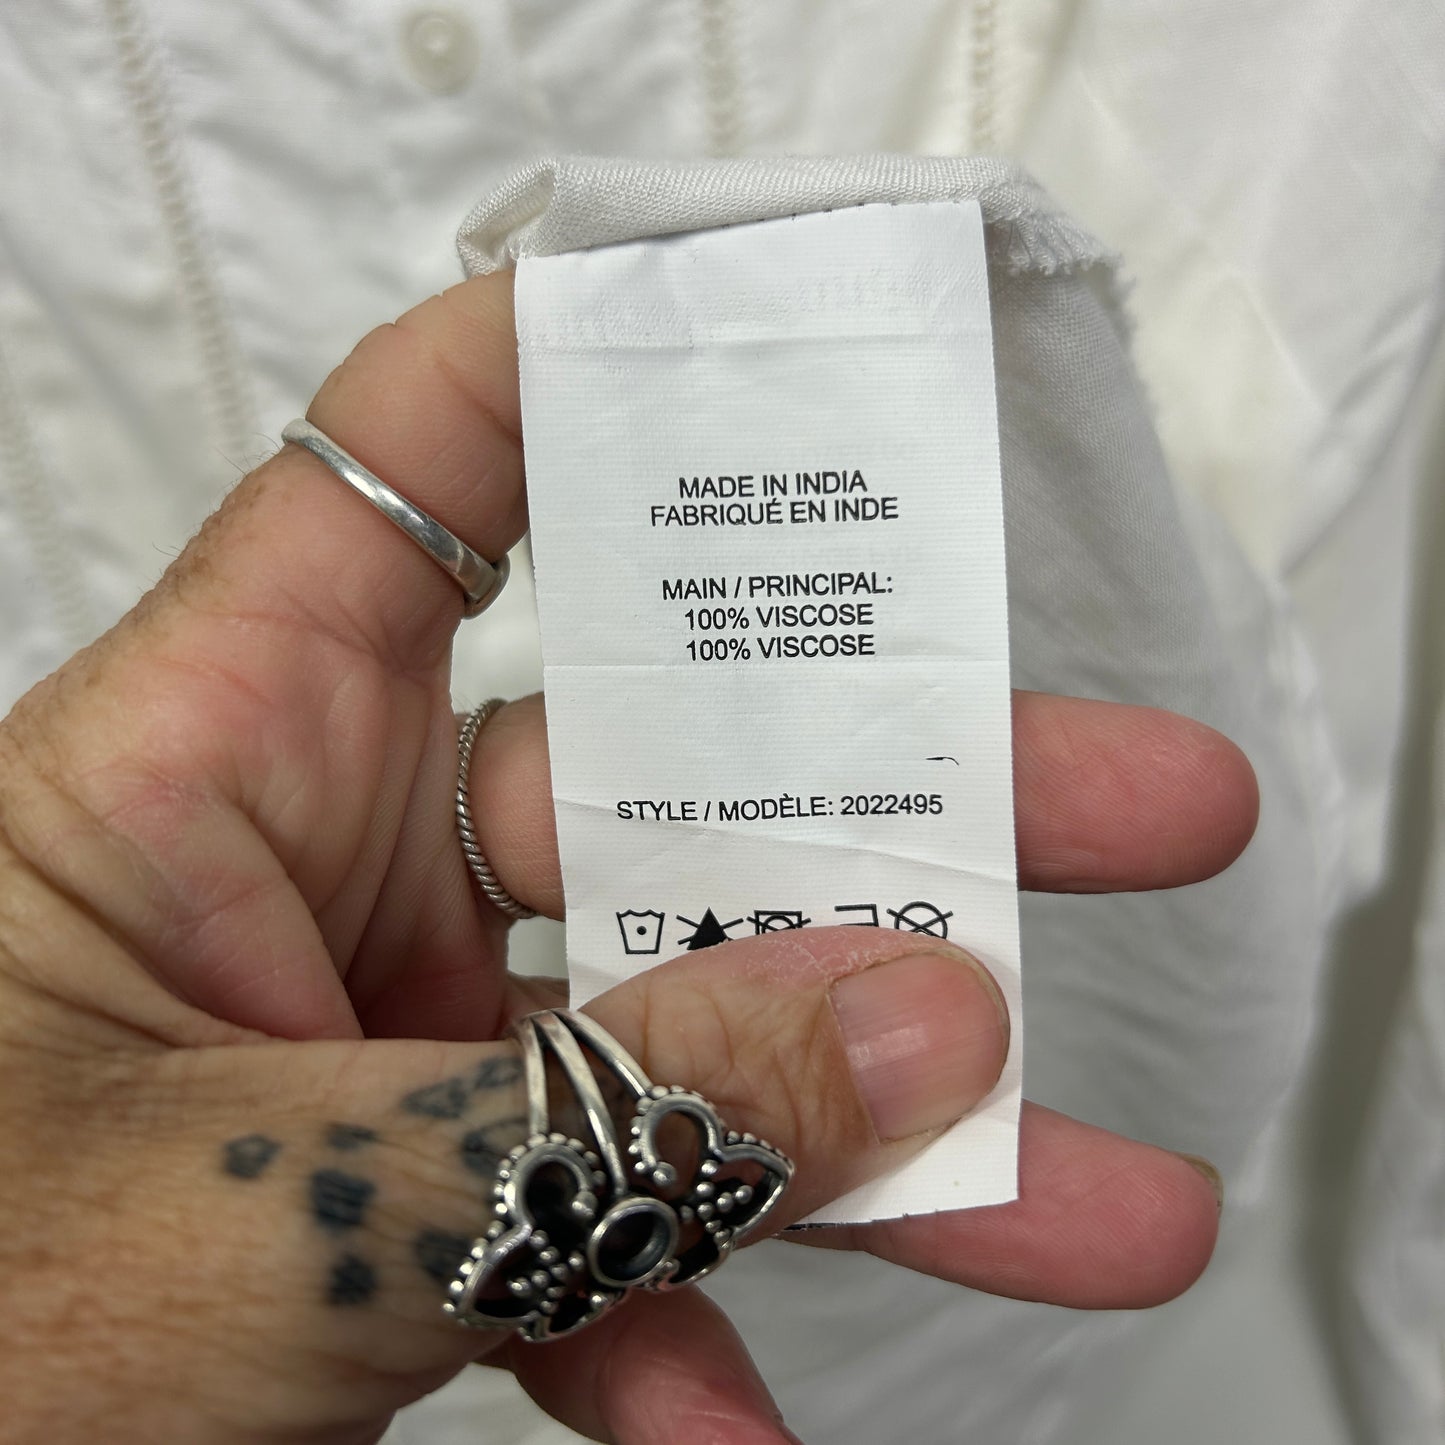 MADE IN INDIA
FABRIQUÉ EN INDE
MAIN / PRINCIPAL:
100% VISCOSE
100% VISCOSE
STYLE / MODÈLE: 2022495